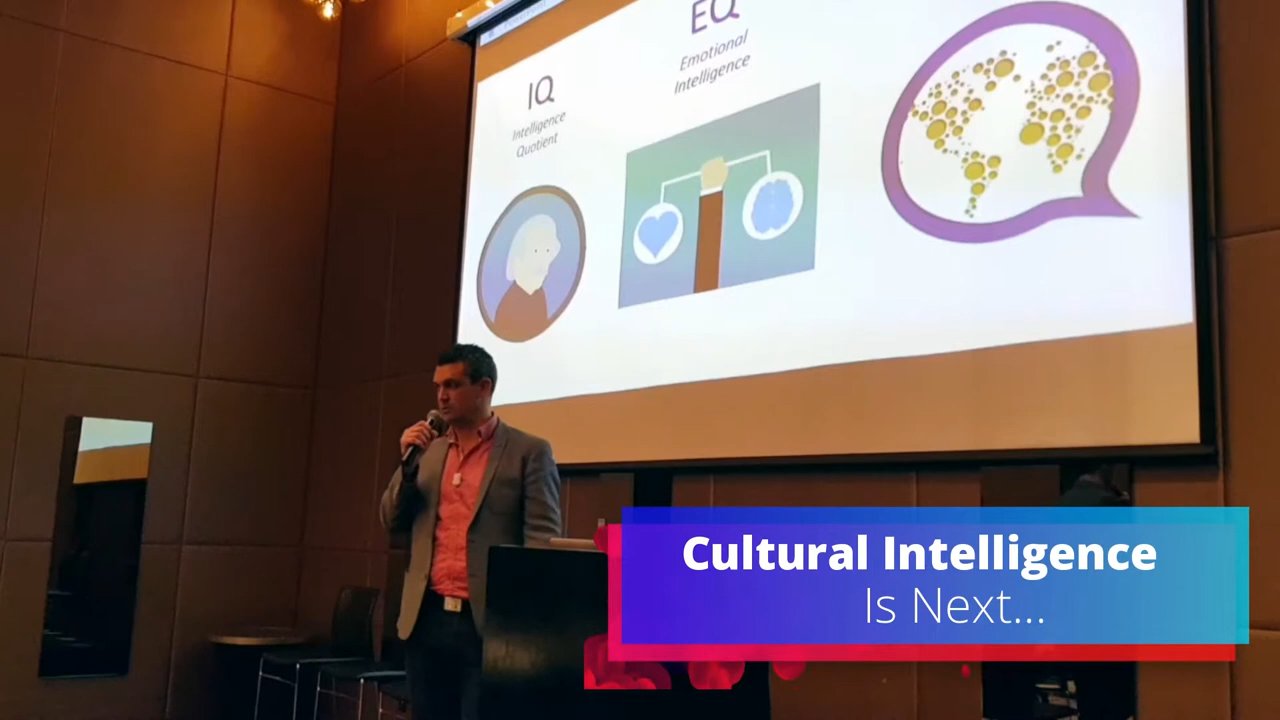 IQ
Intelligence
Quotient
EQ
Emotional
Intelligence
Cultural Intelligence
Is Next...